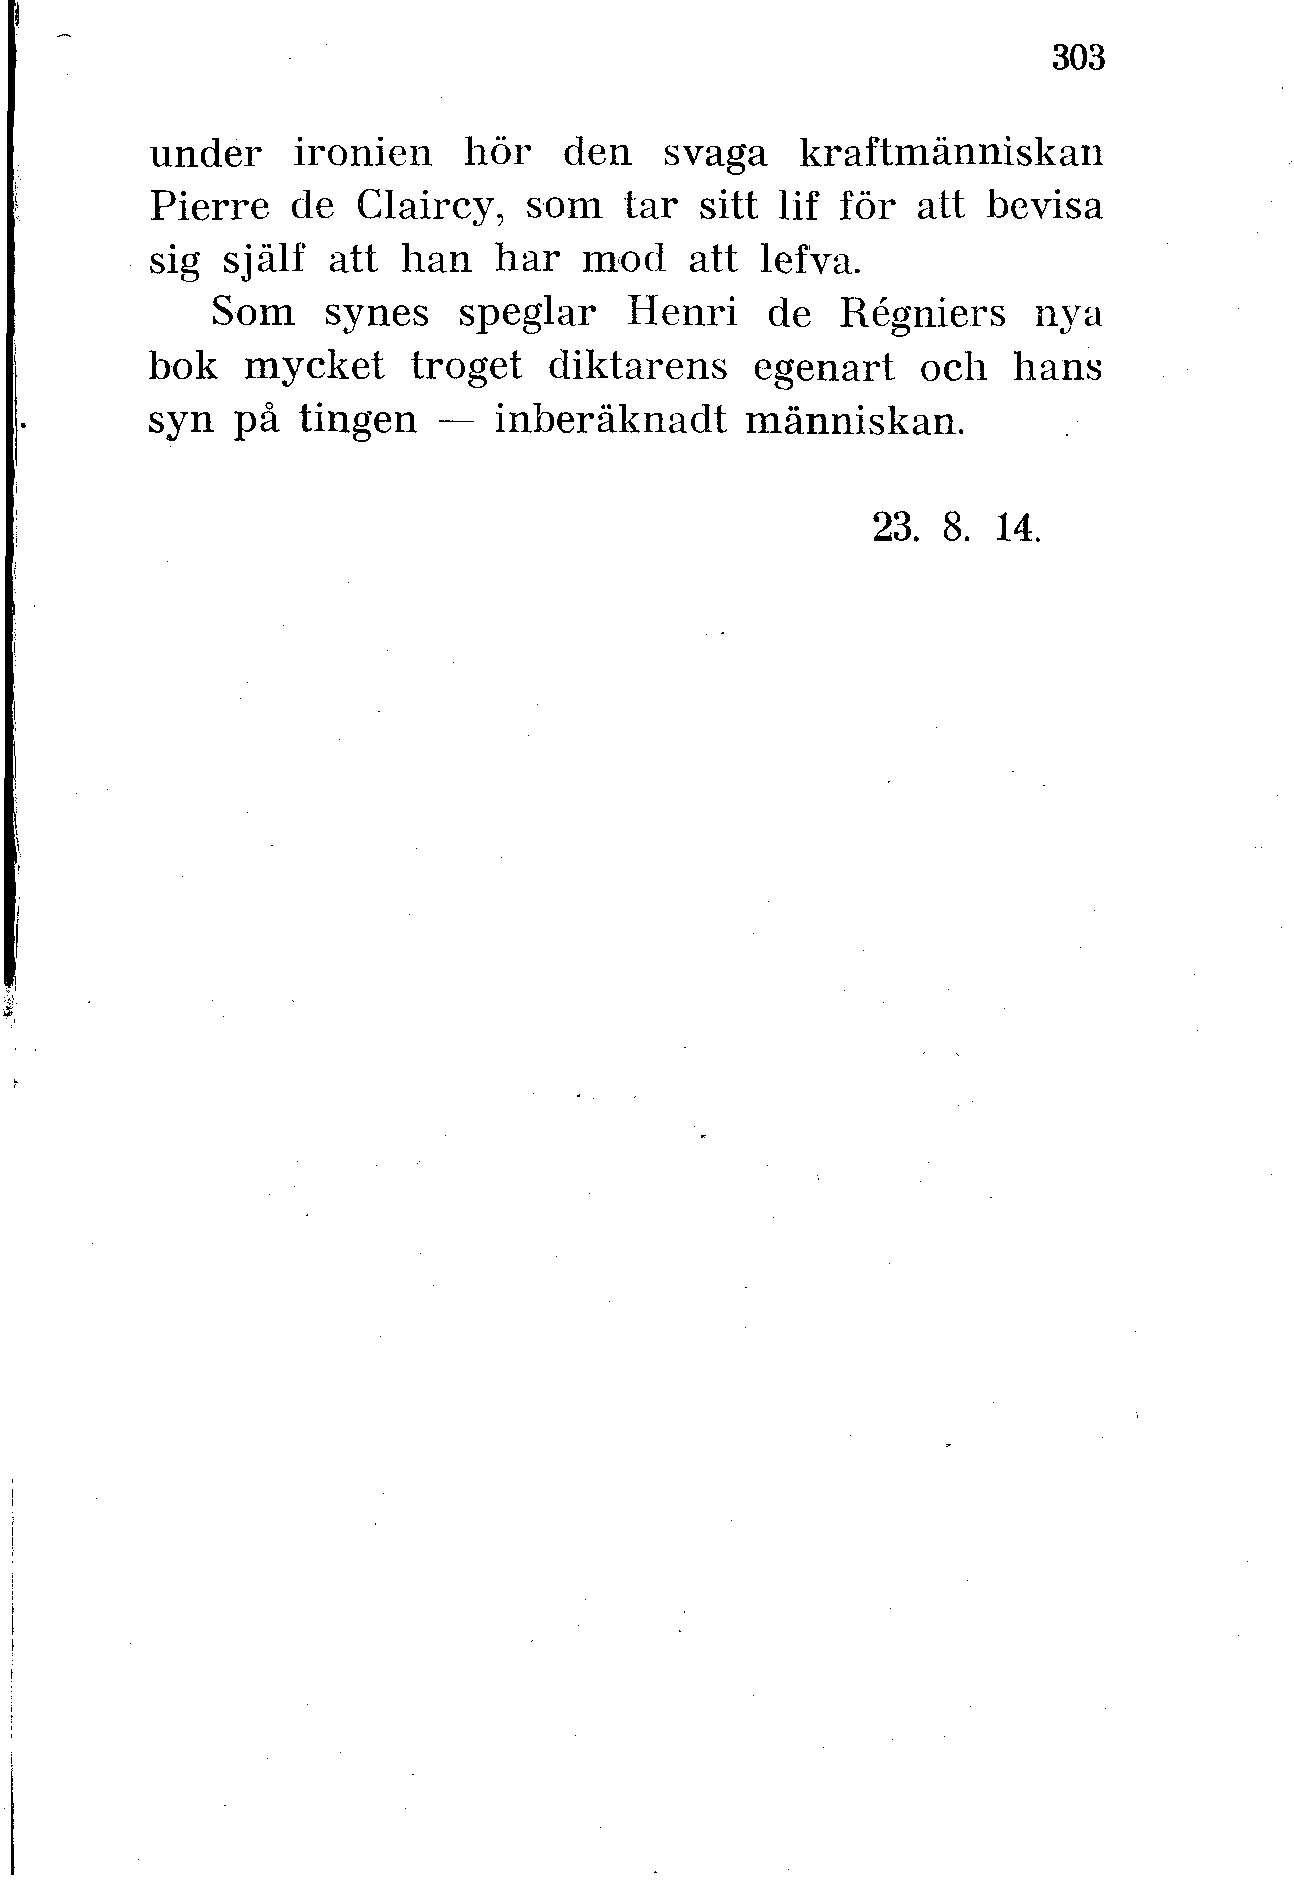 303
under ironien hör den svaga kraftmänniskan
Pierre de Claircy, som tar sitt lif för att bevisa
sig själf att han har mod att lefva.
Som synes speglar Henri de Régniers nya
bok mycket troget diktarens egenart och hans
syn på tingen — inberäknadt människan.
23. 8. 14.